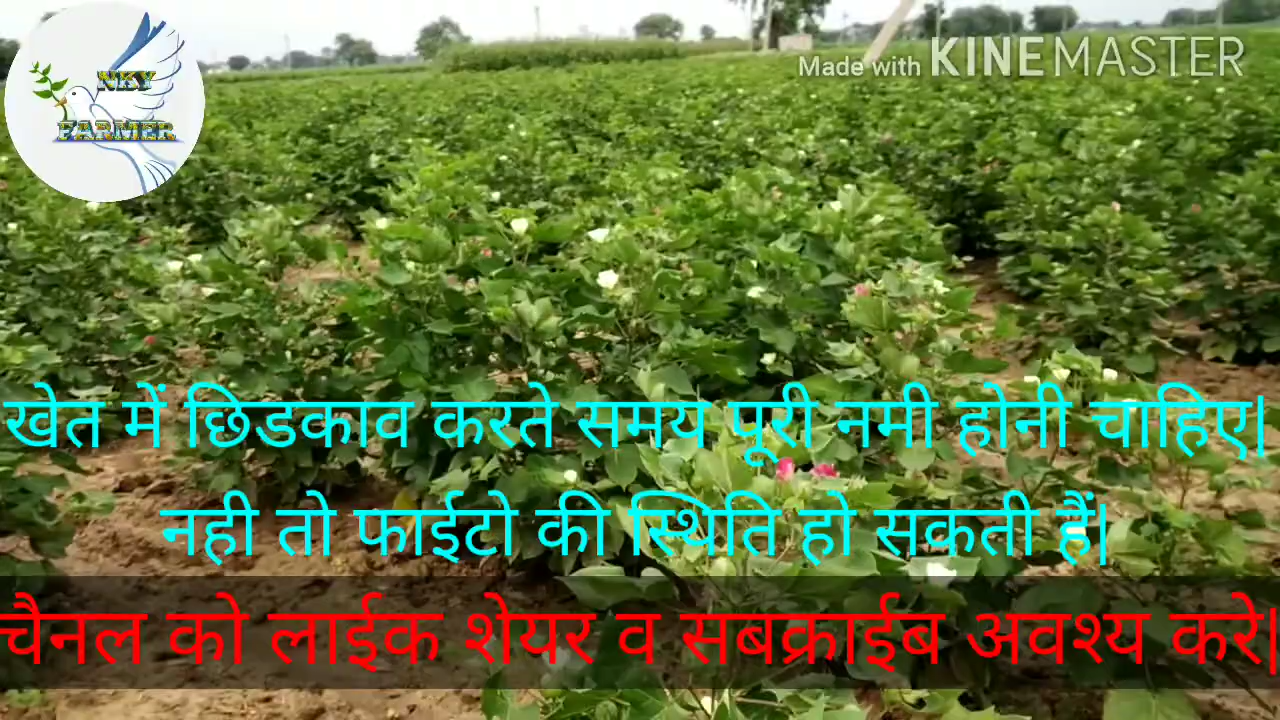 NKY
FARMER
Made with KINEMASTER
खेत में छिडकाव करते समय पूरी नमी होनी चाहिए|
नही तो फाईटो की स्थिति हो सकती हैं|
चैनल को लाईक शेयर व सबक्राईब अवश्य करे|